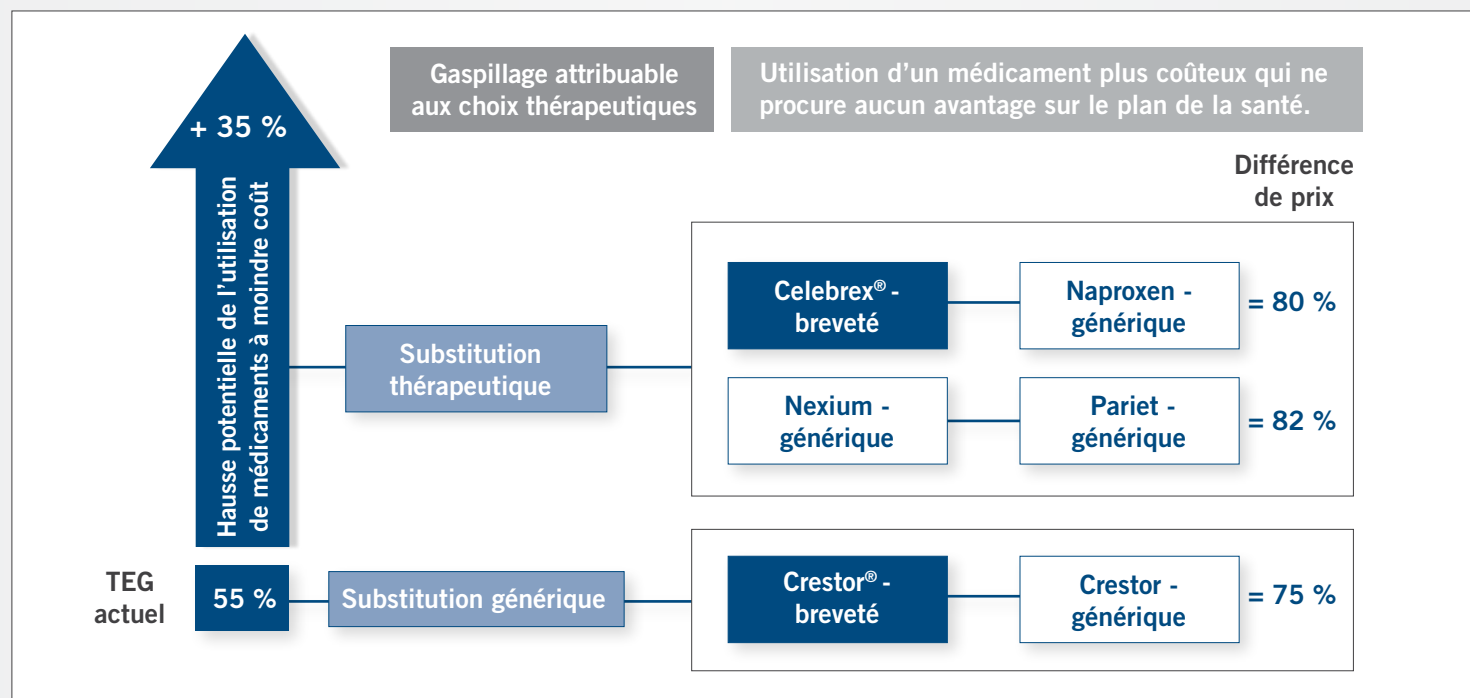 Gaspillage attribuable
aux choix thérapeutiques
Utilisation d’un médicament plus coûteux qui ne
procure aucun avantage sur le plan de la santé.
+ 35 %
Hausse potentielle de l’utilisation
de médicaments à moindre coût
Différence
de prix
Substitution
thérapeutique
Celebrex® -
breveté
Naproxen -
générique
= 80 %
Nexium -
générique
Pariet -
générique
= 82 %
TEG
actuel
55 %
Substitution générique
Crestor® -
breveté
Crestor -
générique
= 75 %